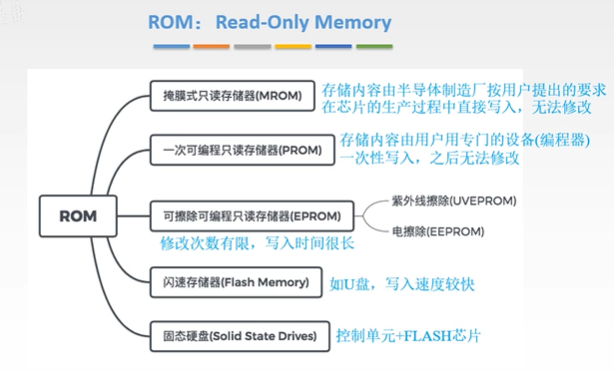 ROM：Read-Only Memory
掩膜式只读存储器(MROM)
存储内容由半导体制造厂按用户提出的要求
在芯片的生产过程中直接写入，无法修改
一次可编程只读存储器(PROM)
存储内容由用户用专门的设备(编程器)
一次性写入，之后无法修改
ROM
可擦除可编程只读存储器(EPROM)
紫外线擦除(UVEPROM)
电擦除(EEPROM)
修改次数有限，写入时间很长
闪速存储器(Flash Memory)
如U盘，写入速度较快
固态硬盘(Solid State Drives)
控制单元+FLASH芯片